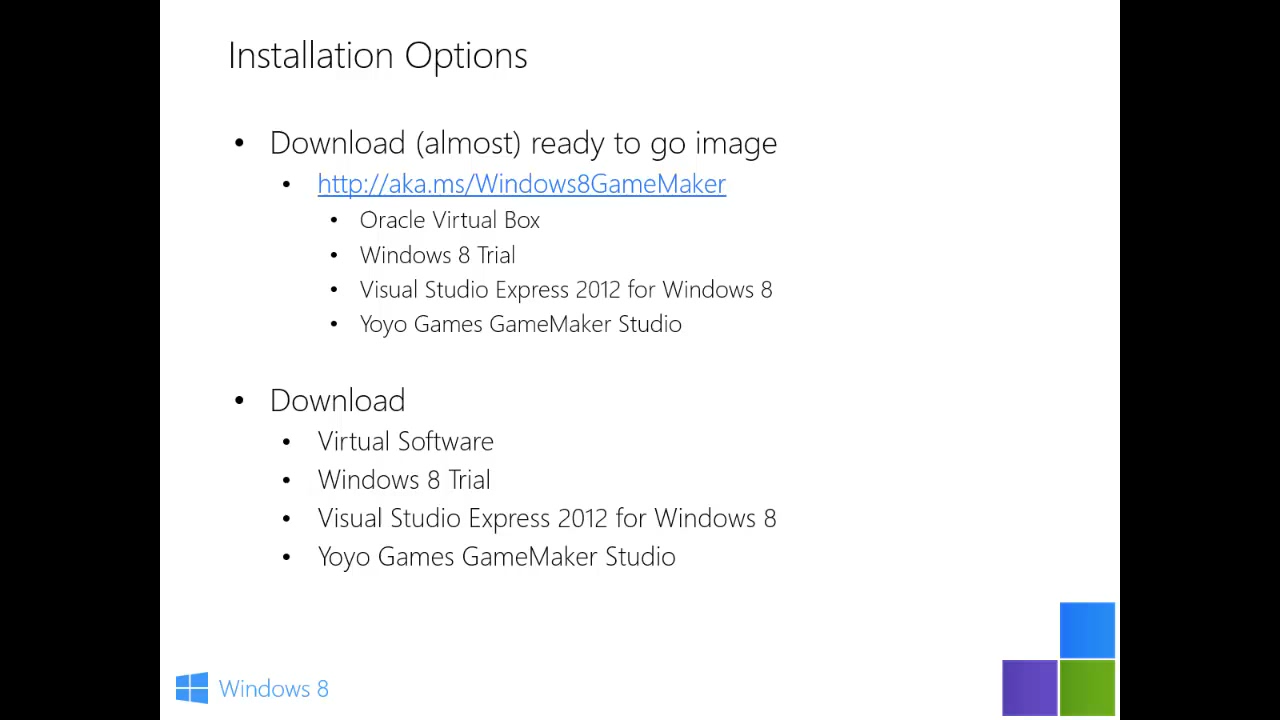 Installation Options
• Download (almost) ready to go image
• http://aka.ms/Windows8GameMaker
• Oracle Virtual Box
• Windows 8 Trial
• Visual Studio Express 2012 for Windows 8
• Yoyo Games GameMaker Studio
• Download
• Virtual Software
• Windows 8 Trial
• Visual Studio Express 2012 for Windows 8
• Yoyo Games GameMaker Studio
Windows 8